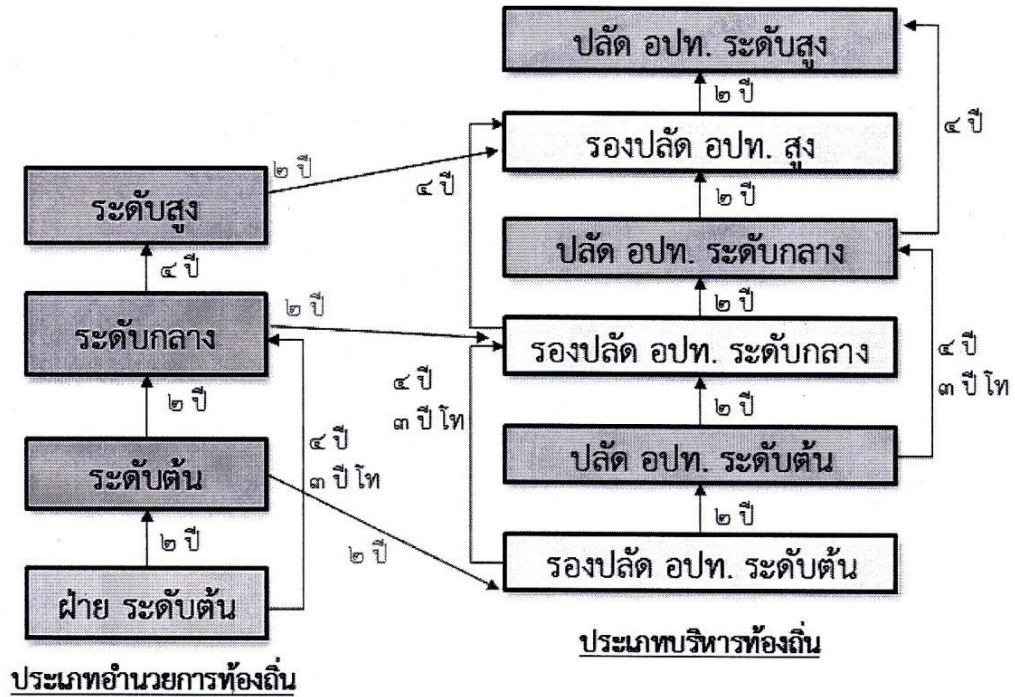 ปลัด อปท. ระดับสูง
๒ ปี
๔ ปี
รองปลัด อปท. สูง
๒ ปี
๔ ปี
ระดับสูง
๒ ปี
ปลัด อปท. ระดับกลาง
๔ ปี
๒ ปี
๒ ปี
ระดับกลาง
รองปลัด อปท. ระดับกลาง
๔ ปี
๓ ปี โท
๔ ปี
๓ ปี โท
๒ ปี
๒ ปี
๔ ปี
๓ ปี โท
ระดับต้น
ปลัด อปท. ระดับต้น
๒ ปี
๒ ปี
๒ ปี
ฝ่าย ระดับต้น
รองปลัด อปท. ระดับต้น
ประเภทอำนวยการท้องถิ่น
ประเภทบริหารท้องถิ่น